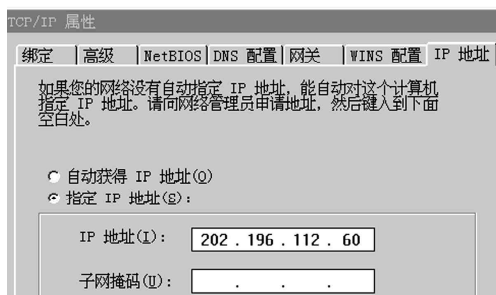 TCP/IP 属性
绑定 高级 NetBIOS DNS 配置 网关 WINS 配置 IP 地址
如果您的网络没有自动指定 IP 地址，能自动对这个计算机
指定 IP 地址。请向网络管理员申请地址，然后键入到下面
空白处。
自动获得 IP 地址(O)
指定 IP 地址(S)：
IP 地址(I)： 202 . 196 . 112 . 60
子网掩码(U)： . . .